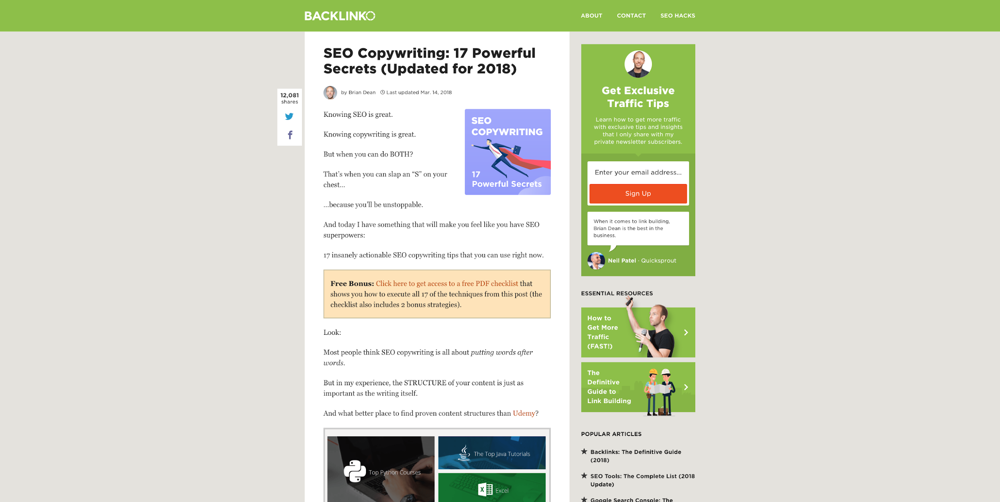 BACKLINKO
ABOUT
CONTACT
SEO HACKS
SEO Copywriting: 17 Powerful
Secrets (Updated for 2018)
by Brian Dean
Last updated Mar. 14, 2018
12,081
shares
Knowing SEO is great.
Knowing copywriting is great.
But when you can do BOTH?
That’s when you can slap an “S” on your
chest…
…because you’ll be unstoppable.
SEO
COPYWRITING
17
Powerful Secrets
And today I have something that will make you feel like you have SEO
superpowers:
17 insanely actionable SEO copywriting tips that you can use right now.
Free Bonus: Click here to get access to a free PDF checklist that
shows you how to execute all 17 of the techniques from this post (the
checklist also includes 2 bonus strategies).
Look:
Most people think SEO copywriting is all about putting words after
words.
But in my experience, the STRUCTURE of your content is just as
important as the writing itself.
And what better place to find proven content structures than Udemy?
Top Python Courses
The Top Java Tutorials
X
Excel
Get Exclusive
Traffic Tips
Learn how to get more traffic
with exclusive tips and insights
that I only share with my
private newsletter subscribers.
Enter your email address...
Sign Up
When it comes to link building,
Brian Dean is the best in the
business.
Neil Patel · Quicksprout
ESSENTIAL RESOURCES
How to
Get More
Traffic
(FAST!)
The
Definitive
Guide to
Link Building
POPULAR ARTICLES
Backlinks: The Definitive Guide
(2018)
SEO Tools: The Complete List (2018
Update)
Google Search Console: The